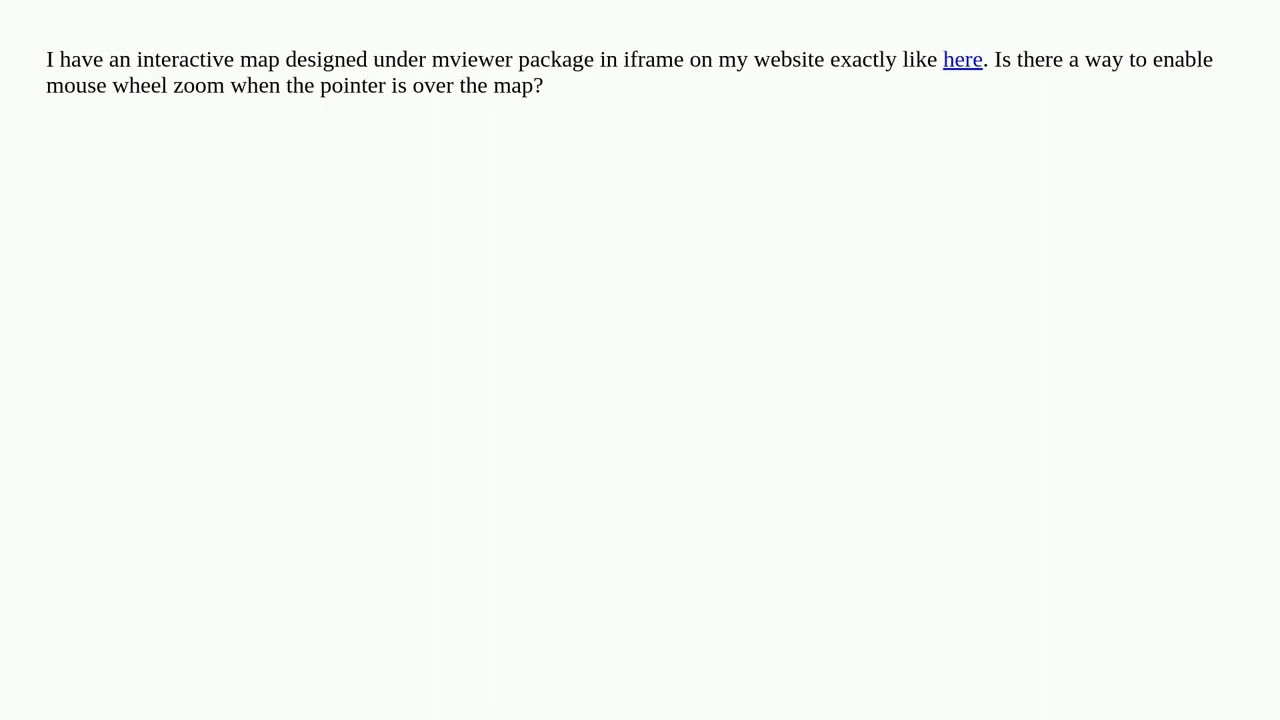 I have an interactive map designed under mviewer package in iframe on my website exactly like here. Is there a way to enable
mouse wheel zoom when the pointer is over the map?